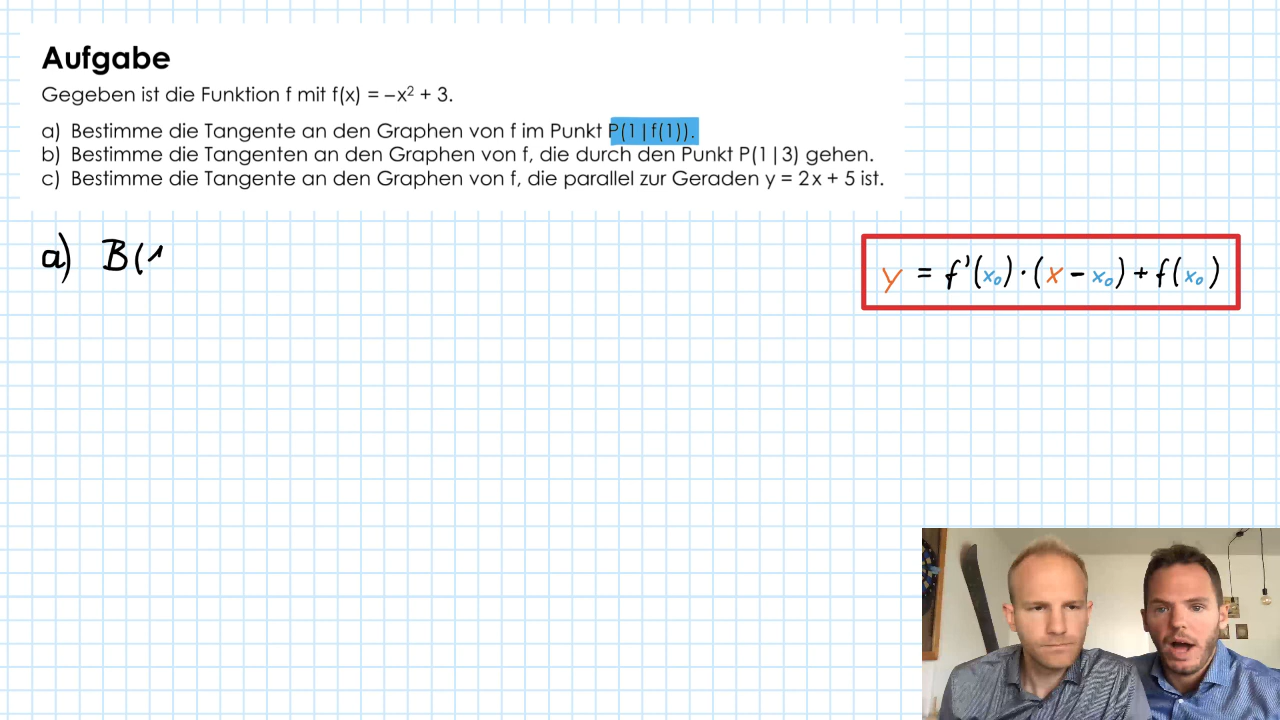 Aufgabe
Gegeben ist die Funktion f mit f(x) = −x² + 3.
a) Bestimme die Tangente an den Graphen von f im Punkt P(1|f(1)).
b) Bestimme die Tangenten an den Graphen von f, die durch den Punkt P(1|3) gehen.
c) Bestimme die Tangente an den Graphen von f, die parallel zur Geraden y = 2x + 5 ist.
a) B(1
y = f'(x₀)·(x − x₀) + f(x₀)